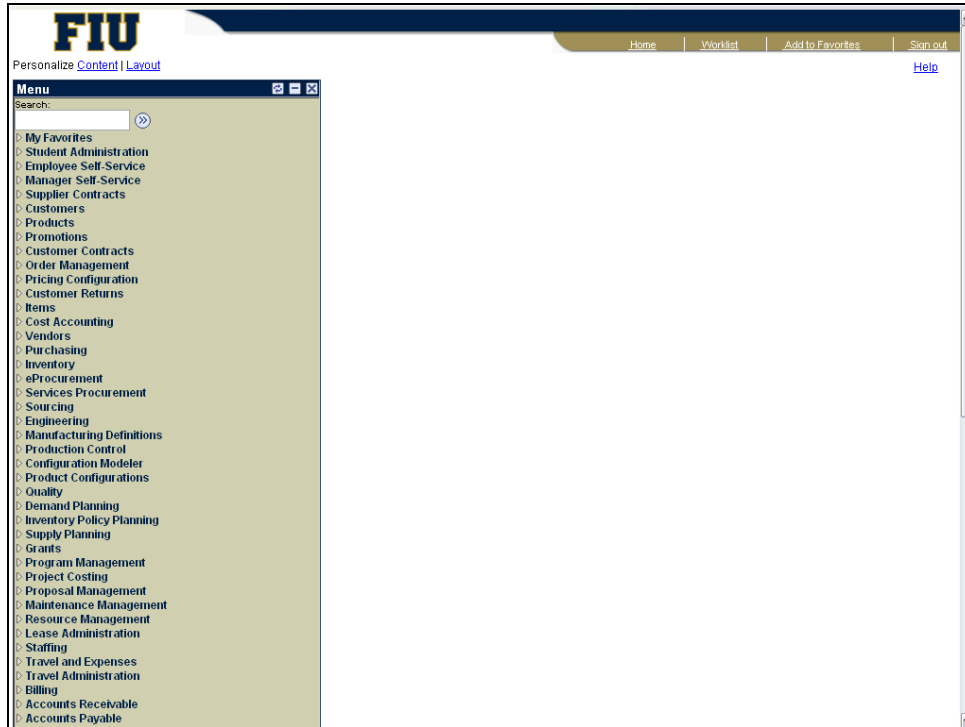 FIU
Home Worklist Add to Favorites Sign out
Personalize Content | Layout
Help
Menu
Search:
My Favorites
Student Administration
Employee Self-Service
Manager Self-Service
Supplier Contracts
Customers
Products
Promotions
Customer Contracts
Order Management
Pricing Configuration
Customer Returns
Items
Cost Accounting
Vendors
Purchasing
Inventory
eProcurement
Services Procurement
Sourcing
Engineering
Manufacturing Definitions
Production Control
Configuration Modeler
Product Configurations
Quality
Demand Planning
Inventory Policy Planning
Supply Planning
Grants
Program Management
Project Costing
Proposal Management
Maintenance Management
Resource Management
Lease Administration
Staffing
Travel and Expenses
Travel Administration
Billing
Accounts Receivable
Accounts Payable